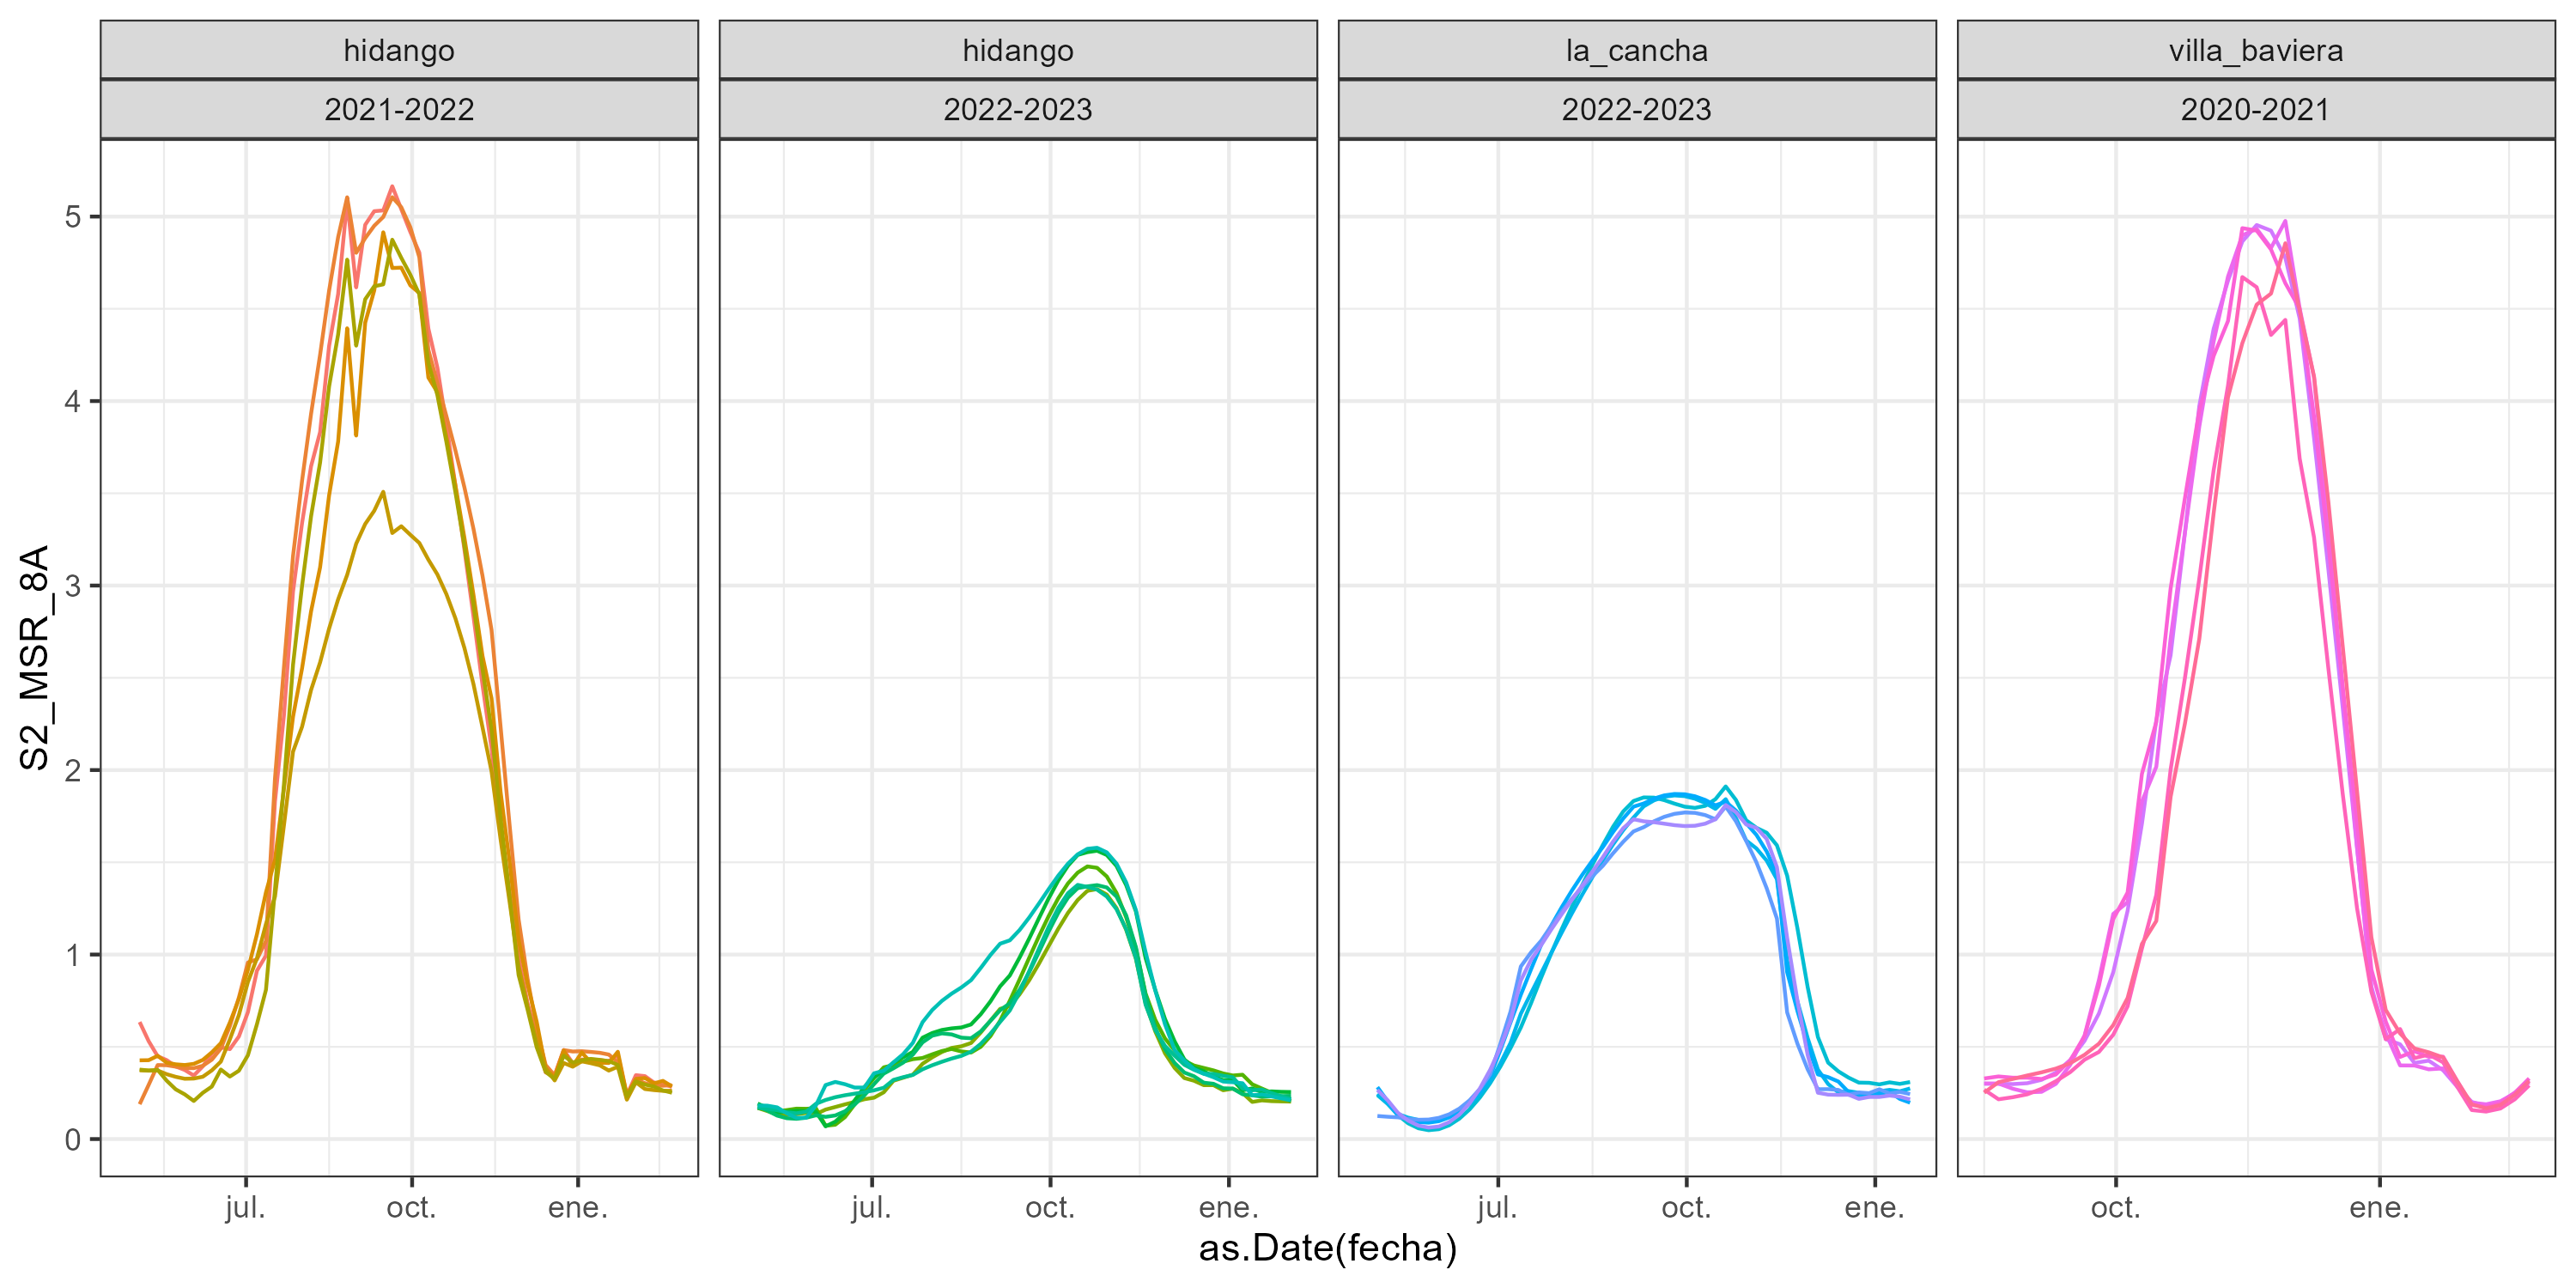 hidango hidango la_cancha villa_baviera
2021-2022 2022-2023 2022-2023 2020-2021
S2_MSR_8A
5
4
3
2
1
0
jul. oct. ene. jul. oct. ene. jul. oct. ene. oct. ene.
as.Date(fecha)